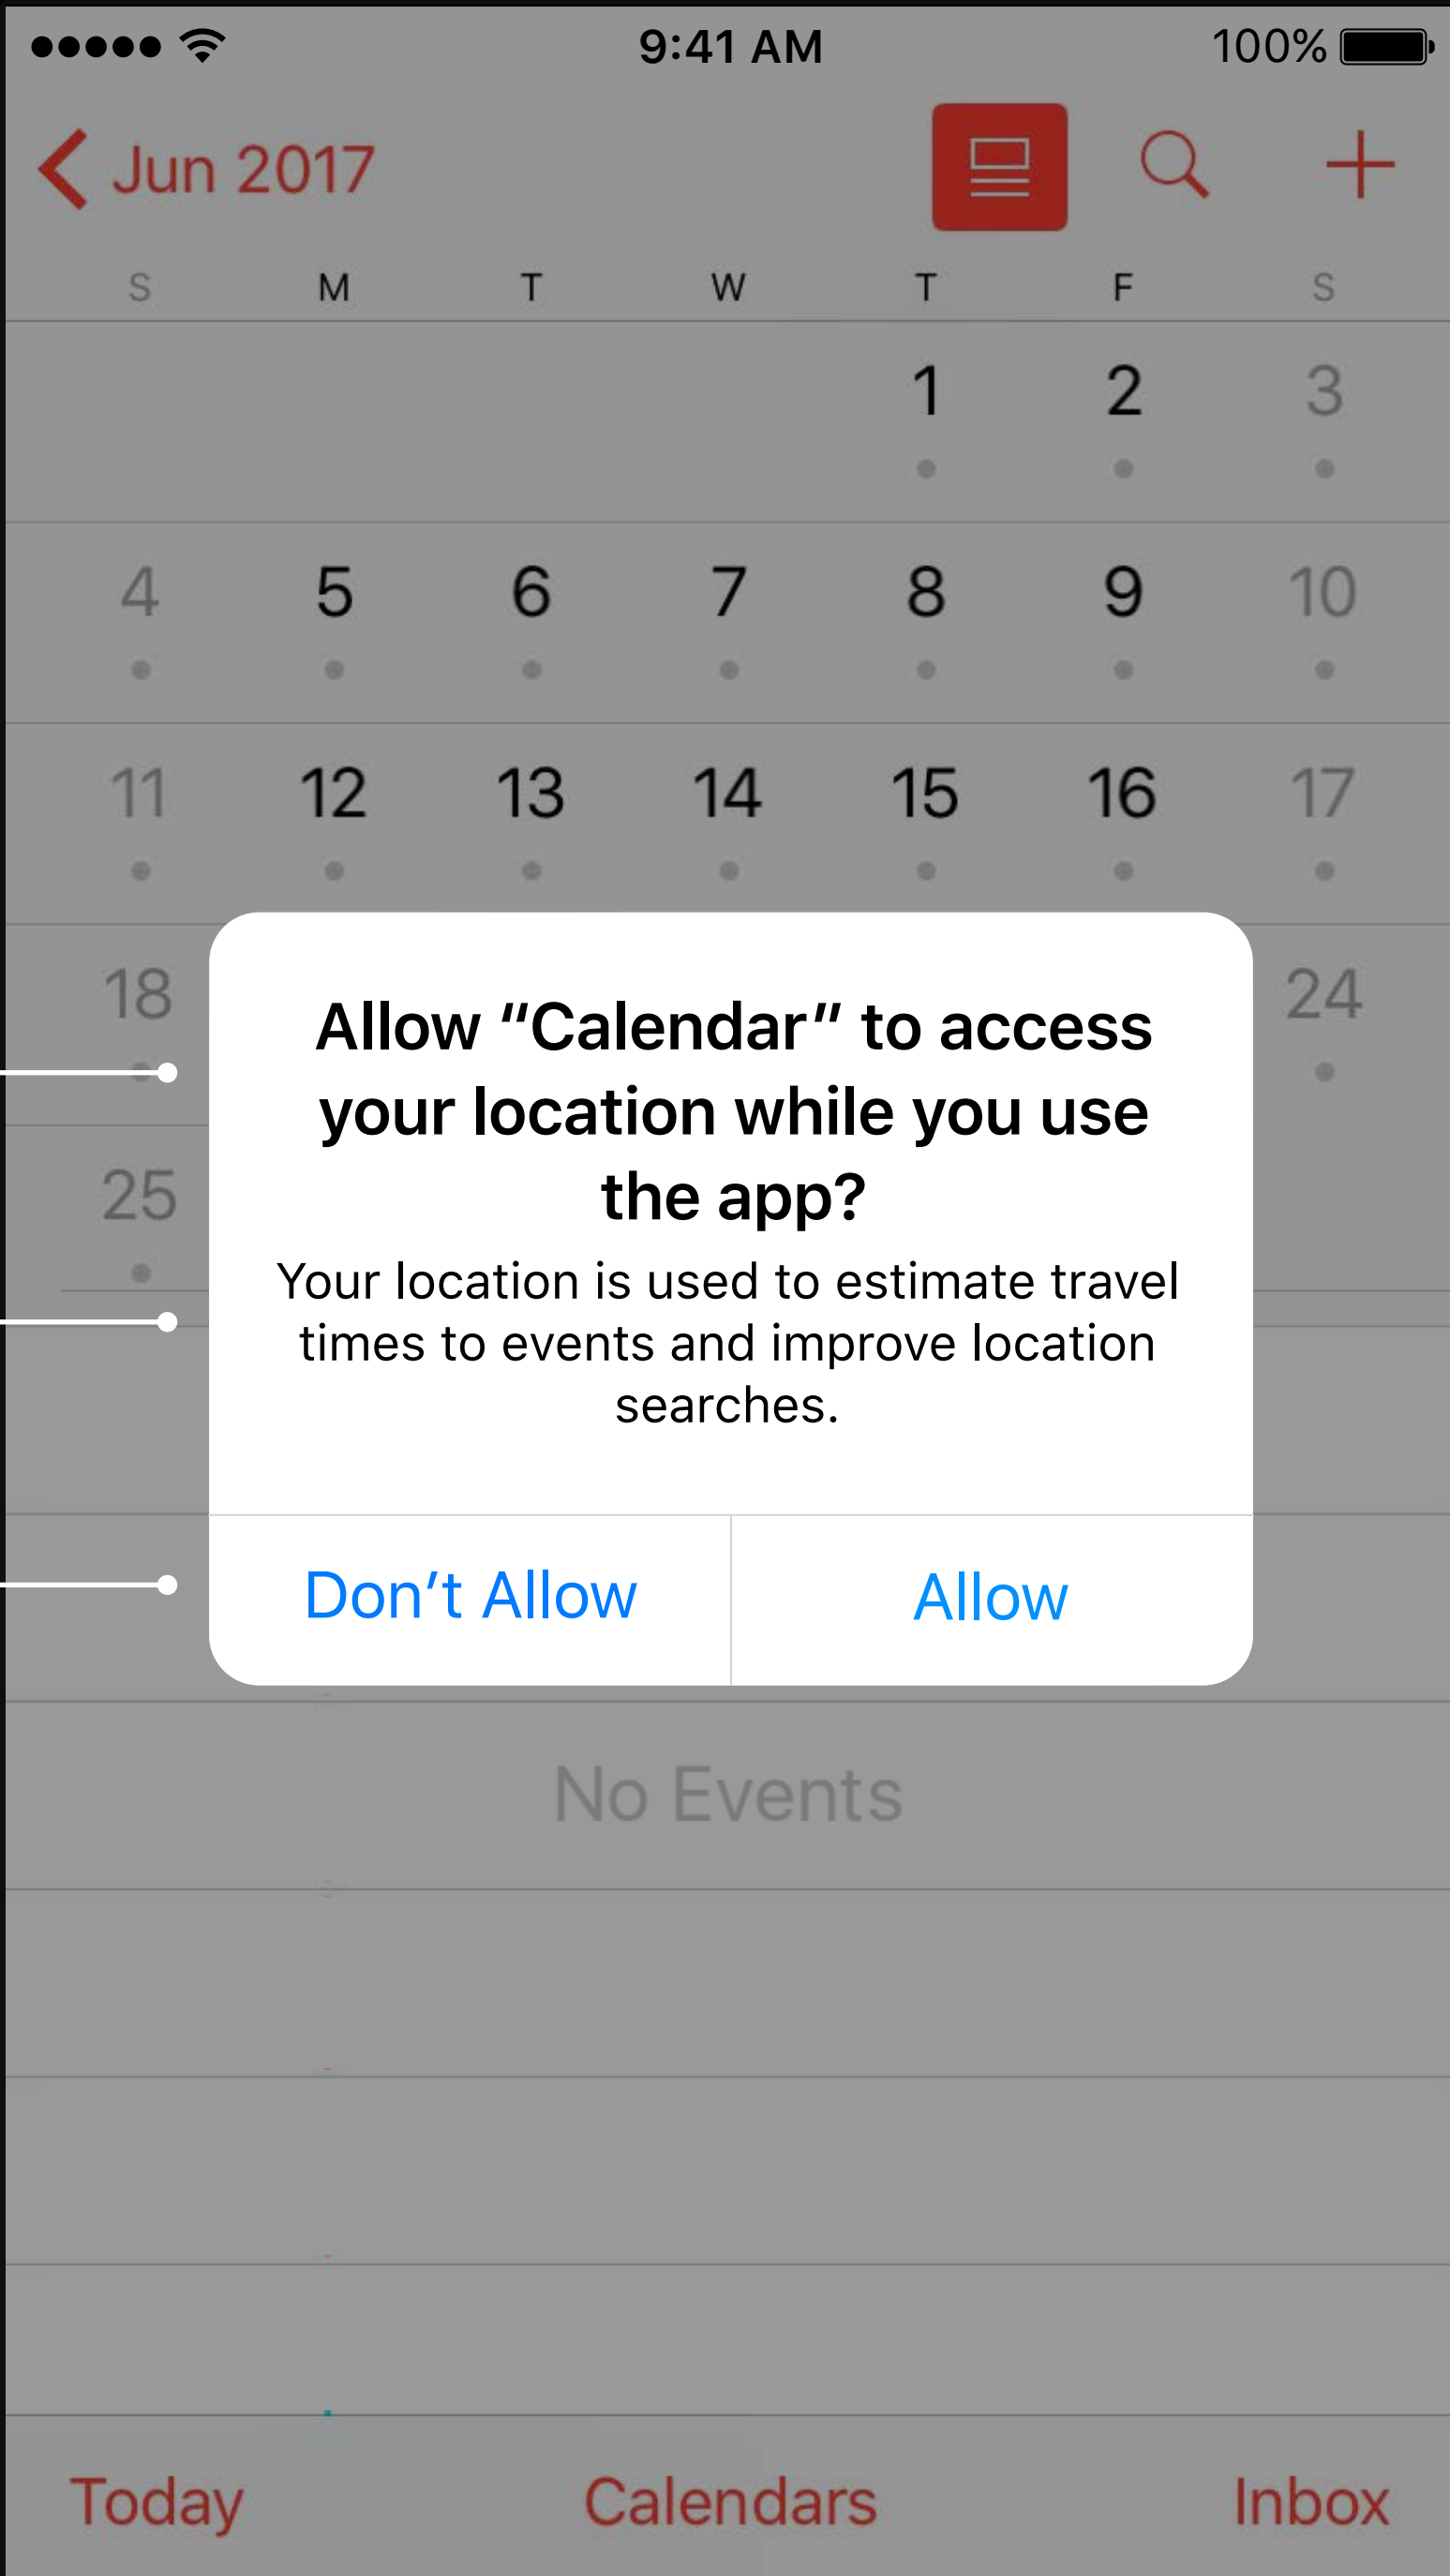 9:41 AM 100%
Jun 2017
S M T W T F S
1 2 3
4 5 6 7 8 9 10
11 12 13 14 15 16 17
18 24
Allow “Calendar” to access
your location while you use
the app?
25
Your location is used to estimate travel
times to events and improve location
searches.
Don’t Allow Allow
No Events
Today Calendars Inbox